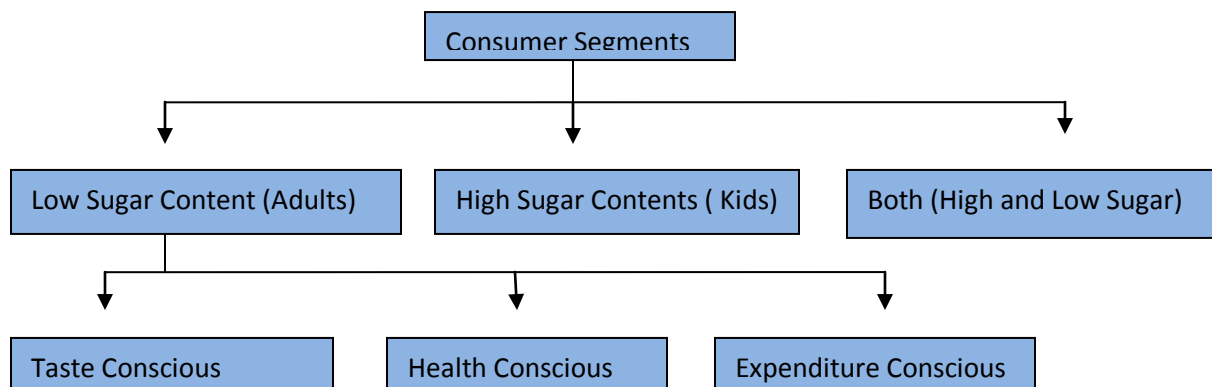 Consumer Segments
Low Sugar Content (Adults)
High Sugar Contents ( Kids)
Both (High and Low Sugar)
Taste Conscious
Health Conscious
Expenditure Conscious